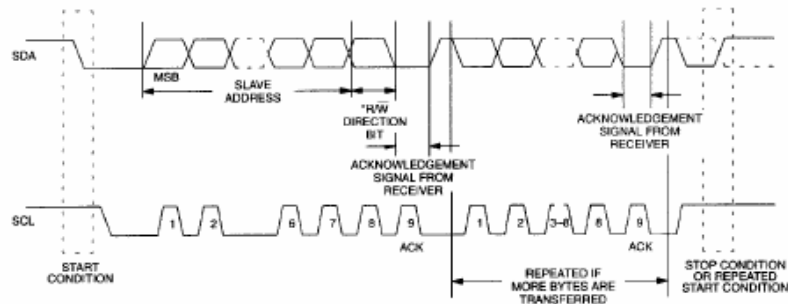 SDA
MSB
SLAVE
ADDRESS
*R/W
DIRECTION
BIT
ACKNOWLEDGEMENT
SIGNAL FROM
RECEIVER
ACKNOWLEDGEMENT
SIGNAL FROM
RECEIVER
SCL
1 2 6 7 8 9 1 2 3–8 8 9
ACK
ACK
START
CONDITION
REPEATED IF
MORE BYTES ARE
TRANSFERRED
STOP CONDITION
OR REPEATED
START CONDITION